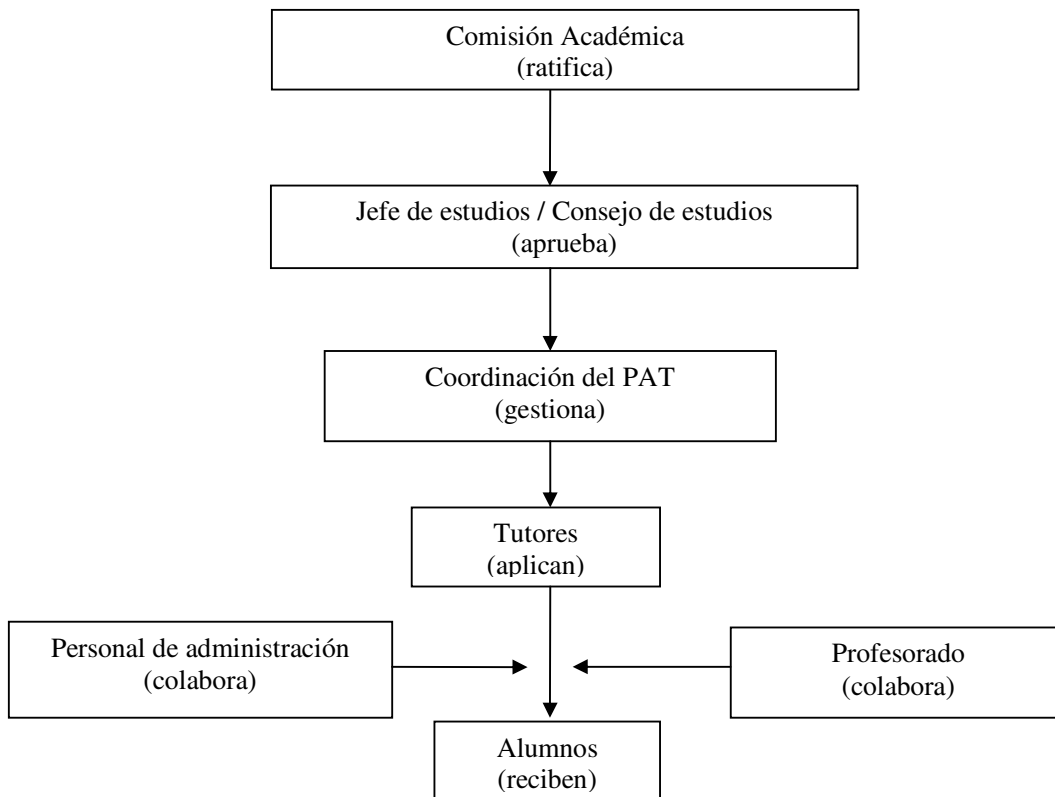 Comisión Académica
(ratifica)
Jefe de estudios / Consejo de estudios
(aprueba)
Coordinación del PAT
(gestiona)
Tutores
(aplican)
Personal de administración
(colabora)
Profesorado
(colabora)
Alumnos
(reciben)